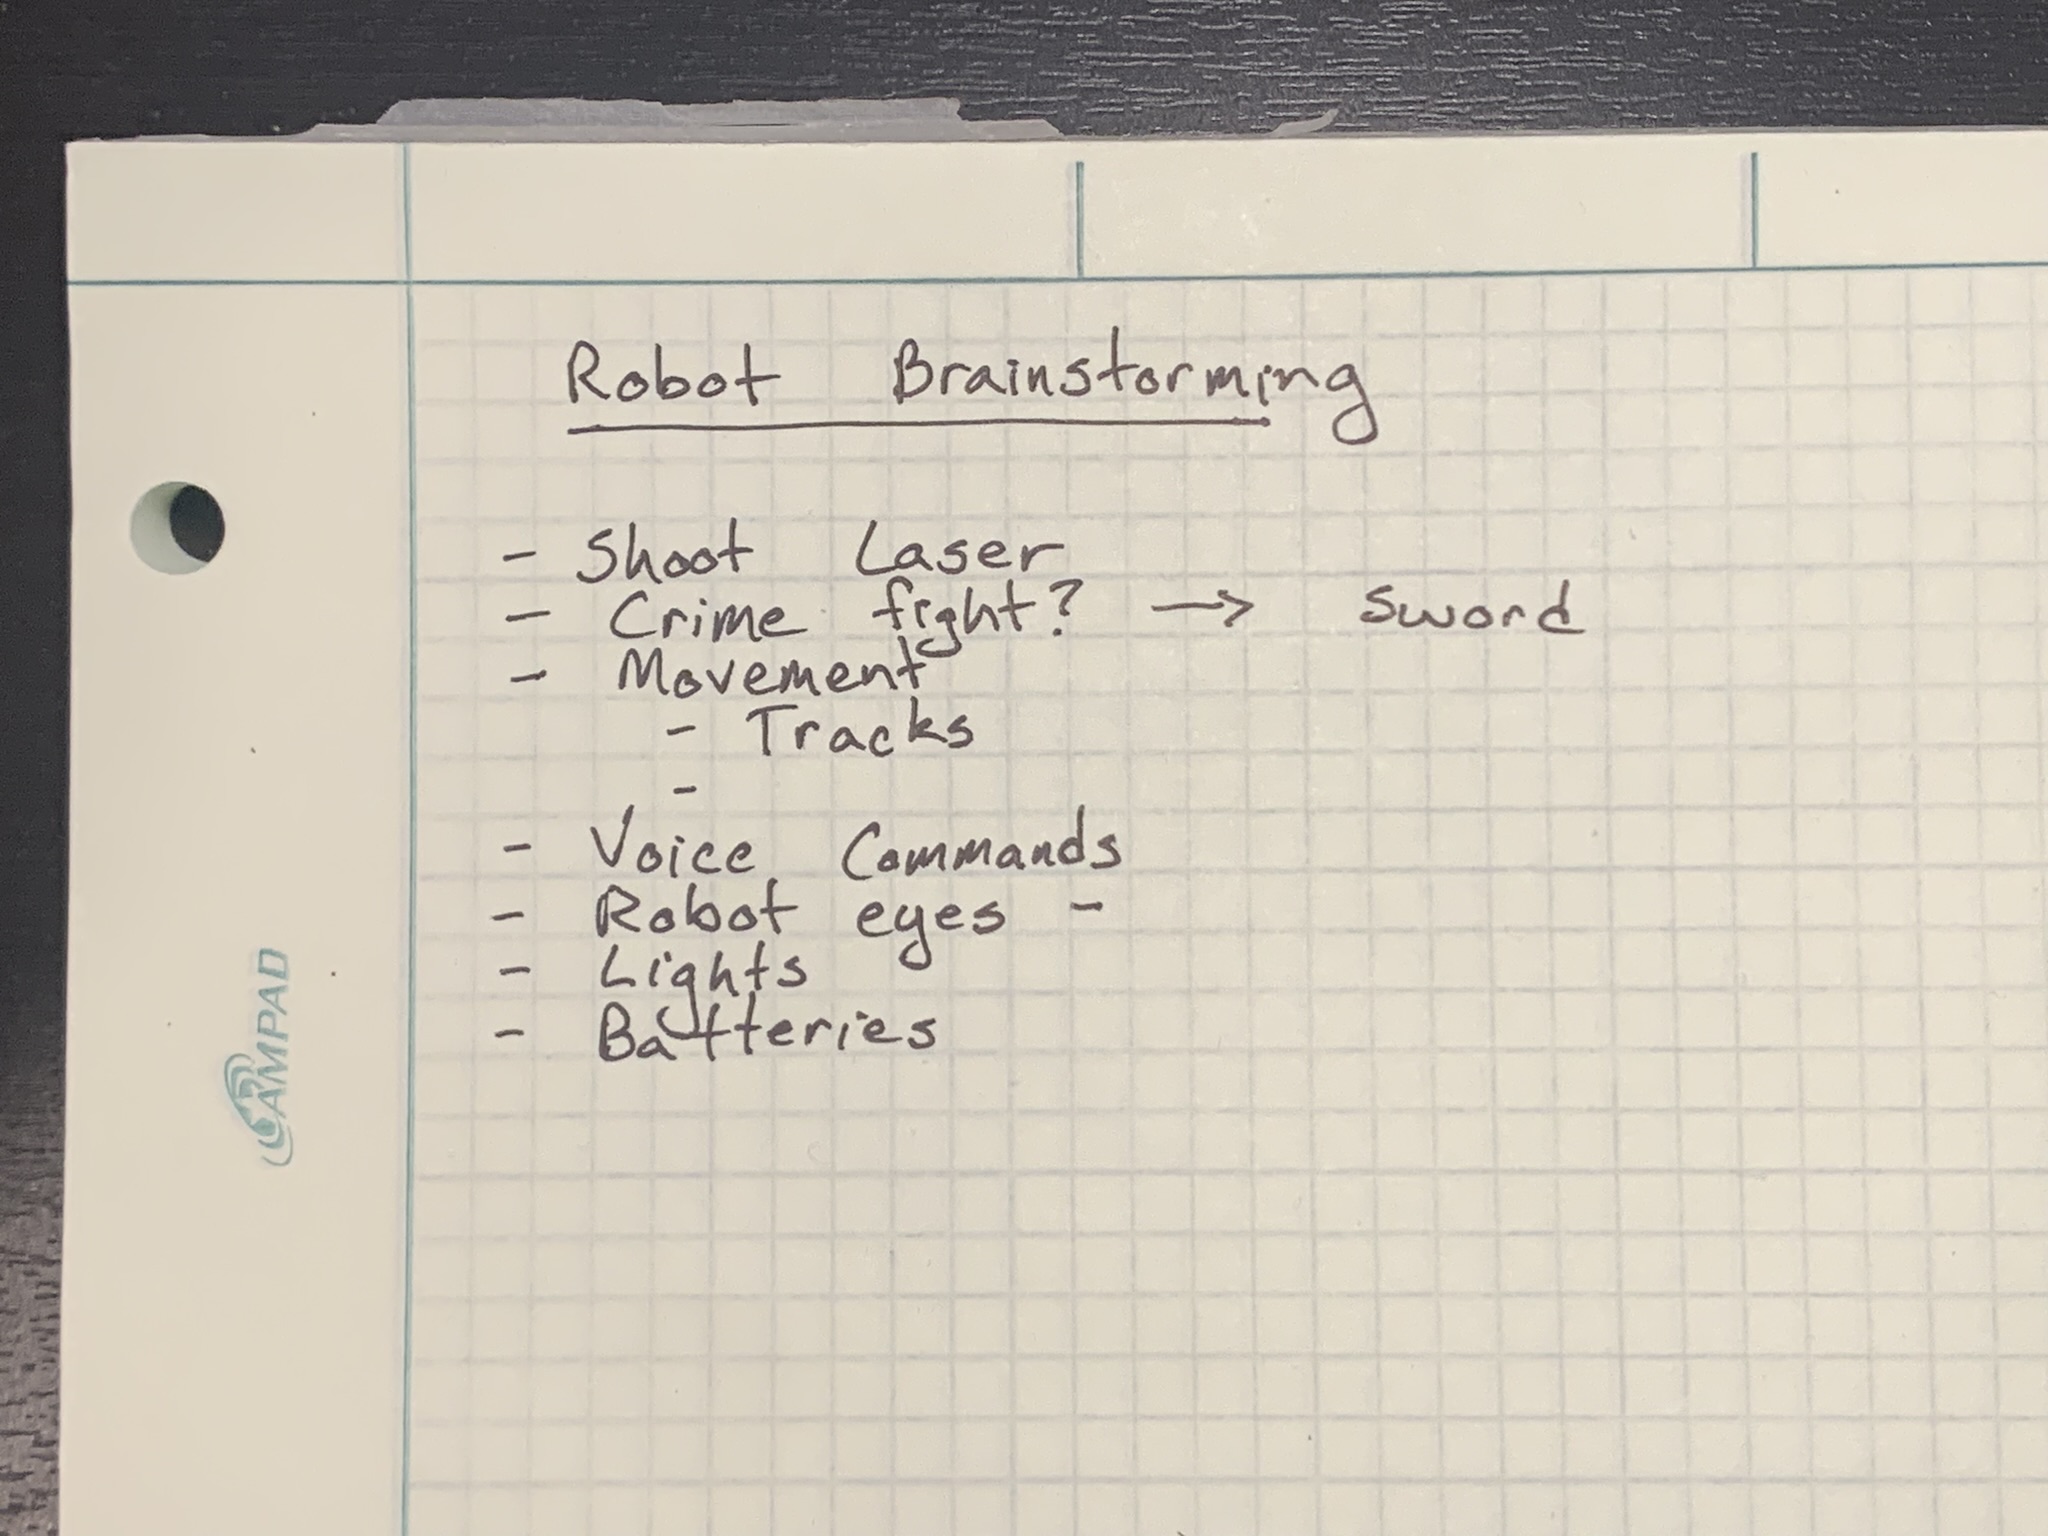 Robot Brainstorming
- Shoot Laser
- Crime fight? → sword
- Movement
- Tracks
-
- Voice Commands
- Robot eyes -
- Lights
- Batteries
CAMPAD